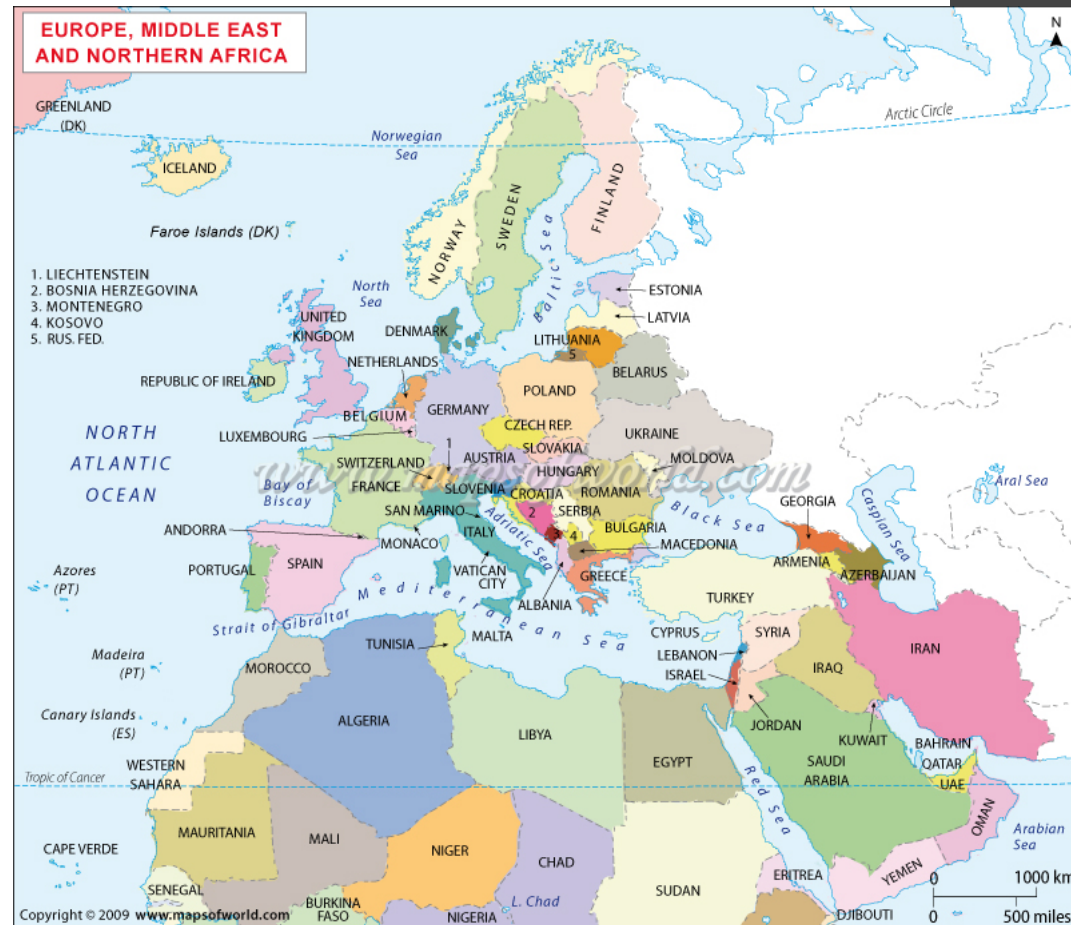 EUROPE, MIDDLE EAST
AND NORTHERN AFRICA
N
GREENLAND
(DK)
Arctic Circle
Norwegian
Sea
ICELAND
Faroe Islands (DK)
FINLAND
SWEDEN
NORWAY
Baltic Sea
1. LIECHTENSTEIN
2. BOSNIA HERZEGOVINA
3. MONTENEGRO
4. KOSOVO
5. RUS. FED.
North
Sea
ESTONIA
LATVIA
UNITED
KINGDOM
DENMARK
LITHUANIA
5
NETHERLANDS
BELARUS
REPUBLIC OF IRELAND
POLAND
GERMANY
BELGIUM
CZECH REP.
LUXEMBOURG
UKRAINE
NORTH
ATLANTIC
OCEAN
1
SLOVAKIA
AUSTRIA
MOLDOVA
SWITZERLAND
HUNGARY
www.mapsofworld.com
Bay of
Biscay
FRANCE
SLOVENIA
CROATIA
ROMANIA
Aral Sea
GEORGIA
Caspian Sea
SAN MARINO
2
SERBIA
Black Sea
ANDORRA
ITALY
Adriatic Sea
3
4
BULGARIA
MONACO
MACEDONIA
ARMENIA
AZERBAIJAN
Azores
(PT)
PORTUGAL
SPAIN
VATICAN
CITY
GREECE
ALBANIA
TURKEY
Mediterranean Sea
Strait of Gibraltar
TUNISIA
MALTA
CYPRUS
SYRIA
LEBANON
IRAN
Madeira
(PT)
MOROCCO
ISRAEL
IRAQ
Canary Islands
(ES)
ALGERIA
LIBYA
JORDAN
KUWAIT
BAHRAIN
QATAR
WESTERN
SAHARA
EGYPT
SAUDI
ARABIA
Tropic of Cancer
UAE
Red Sea
OMAN
MAURITANIA
MALI
NIGER
CHAD
Arabian
Sea
CAPE VERDE
SENEGAL
SUDAN
ERITREA
YEMEN
0 1000 km
BURKINA
FASO
L. Chad
NIGERIA
DJIBOUTI
0 500 miles
Copyright © 2009 www.mapsofworld.com